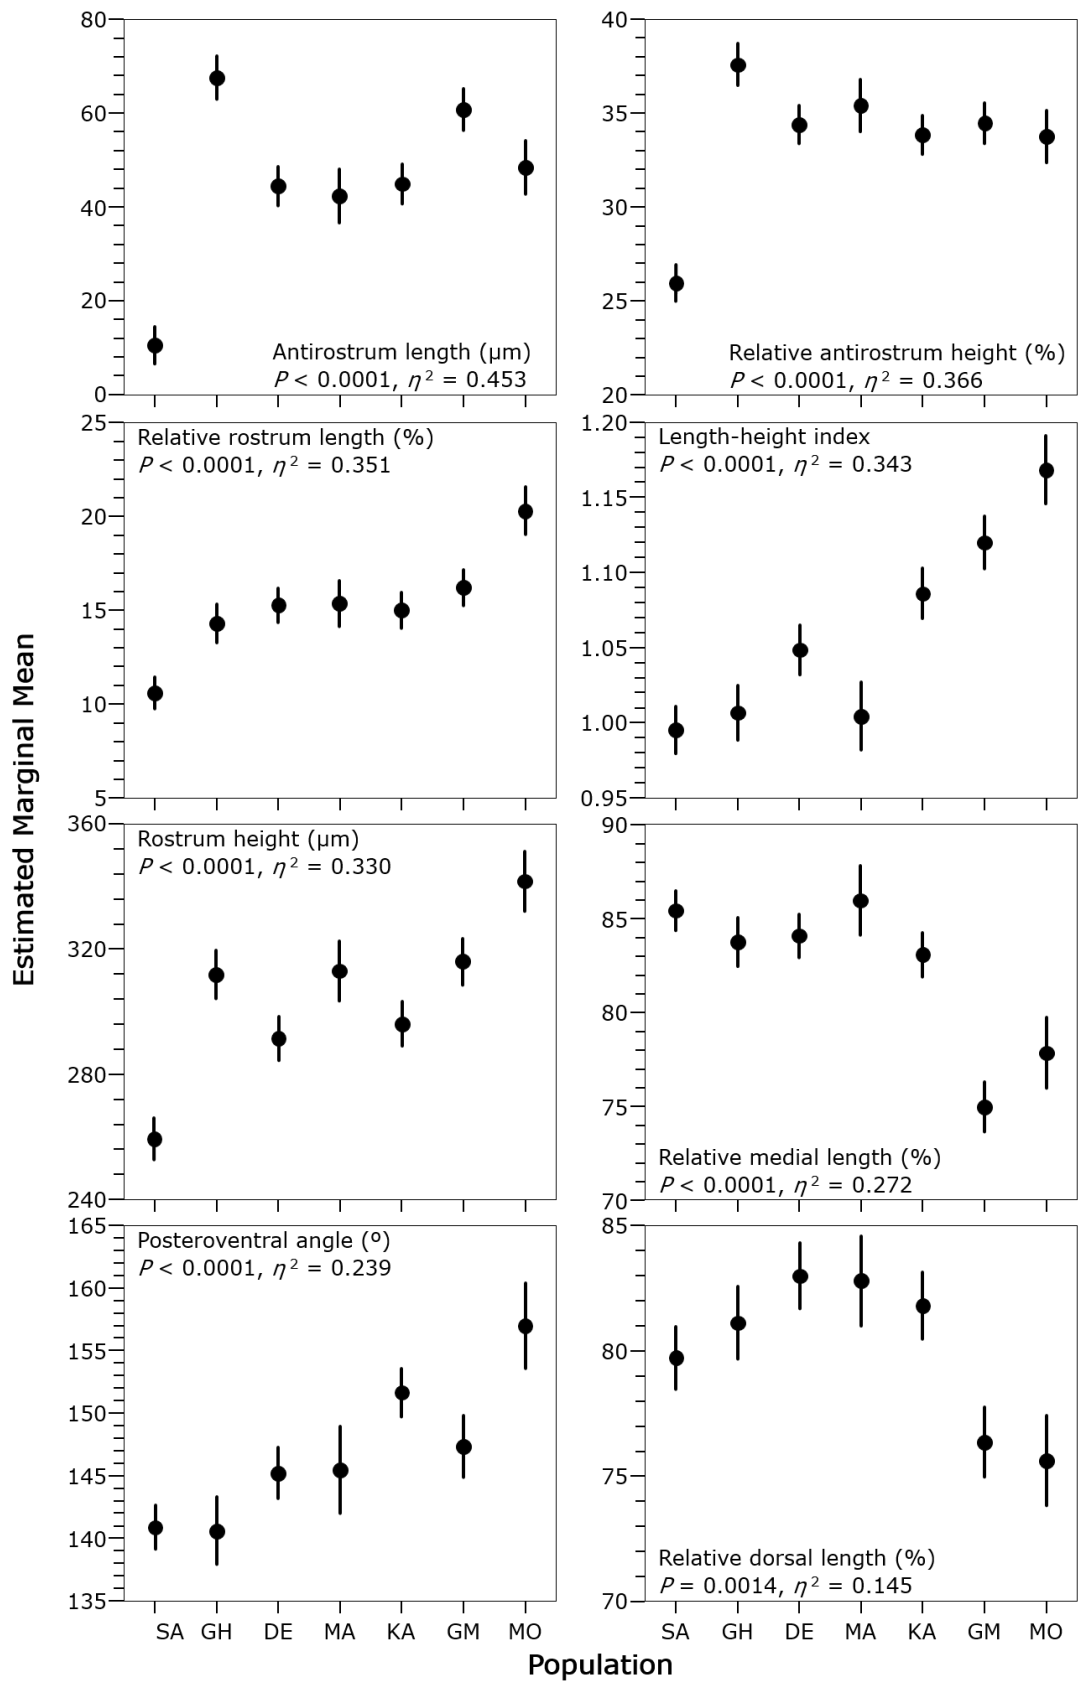 Estimated Marginal Mean
80
60
40
20
0
Antirostrum length (µm)
P < 0.0001, η² = 0.453
40
35
30
25
20
Relative antirostrum height (%)
P < 0.0001, η² = 0.366
25
20
15
10
5
Relative rostrum length (%)
P < 0.0001, η² = 0.351
1.20
1.15
1.10
1.05
1.00
0.95
Length-height index
P < 0.0001, η² = 0.343
360
320
280
240
Rostrum height (µm)
P < 0.0001, η² = 0.330
90
85
80
75
70
Relative medial length (%)
P < 0.0001, η² = 0.272
165
160
155
150
145
140
135
Posteroventral angle (º)
P < 0.0001, η² = 0.239
85
80
75
70
Relative dorsal length (%)
P = 0.0014, η² = 0.145
SA GH DE MA KA GM MO
SA GH DE MA KA GM MO
Population